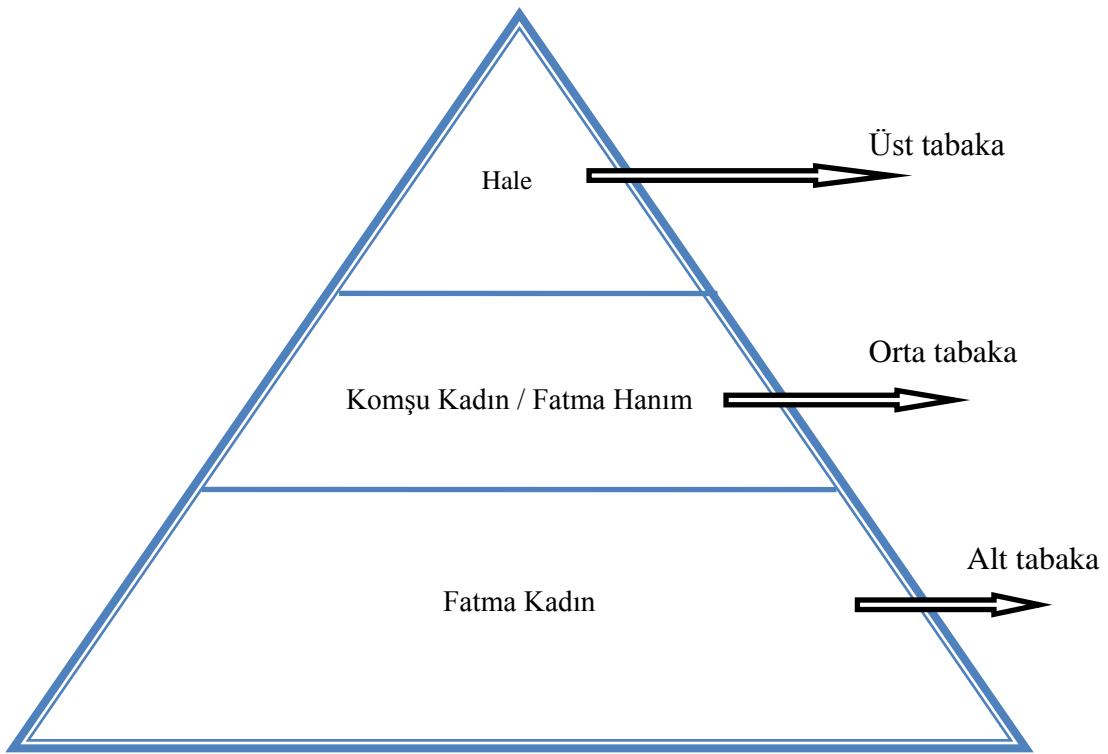 Üst tabaka
Hale
Orta tabaka
Komşu Kadın / Fatma Hanım
Alt tabaka
Fatma Kadın